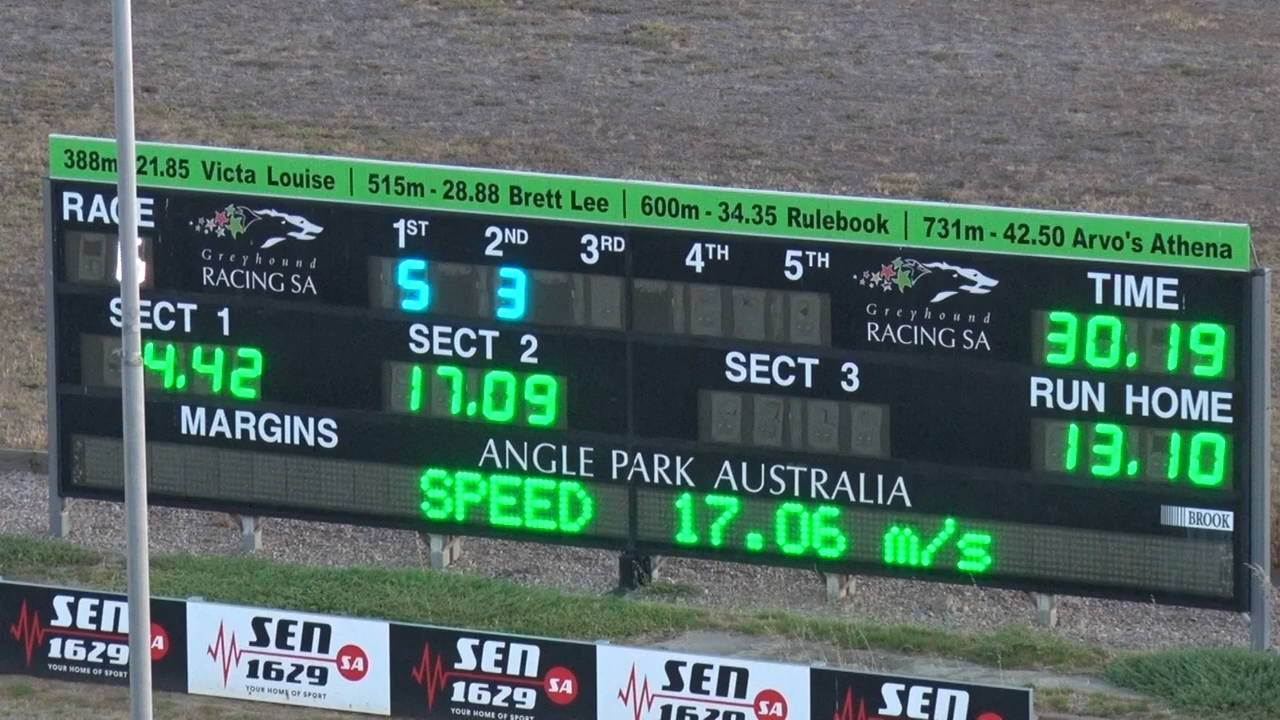 388m 21.85 Victa Louise | 515m - 28.88 Brett Lee | 600m - 34.35 Rulebook | 731m - 42.50 Arvo's Athena
RACE
Greyhound
RACING SA
1ST 2ND 3RD 4TH 5TH
5 3
Greyhound
RACING SA
TIME
30.19
SECT 1
4.42
SECT 2
17.09
SECT 3
RUN HOME
13.10
MARGINS
ANGLE PARK AUSTRALIA
SPEED 17.06 m/s
BROOK
SEN
1629 SA
YOUR HOME OF SPORT
SEN
1629 SA
YOUR HOME OF SPORT
SEN
1629 SA
YOUR HOME OF SPORT
SEN
1629 SA
SEN